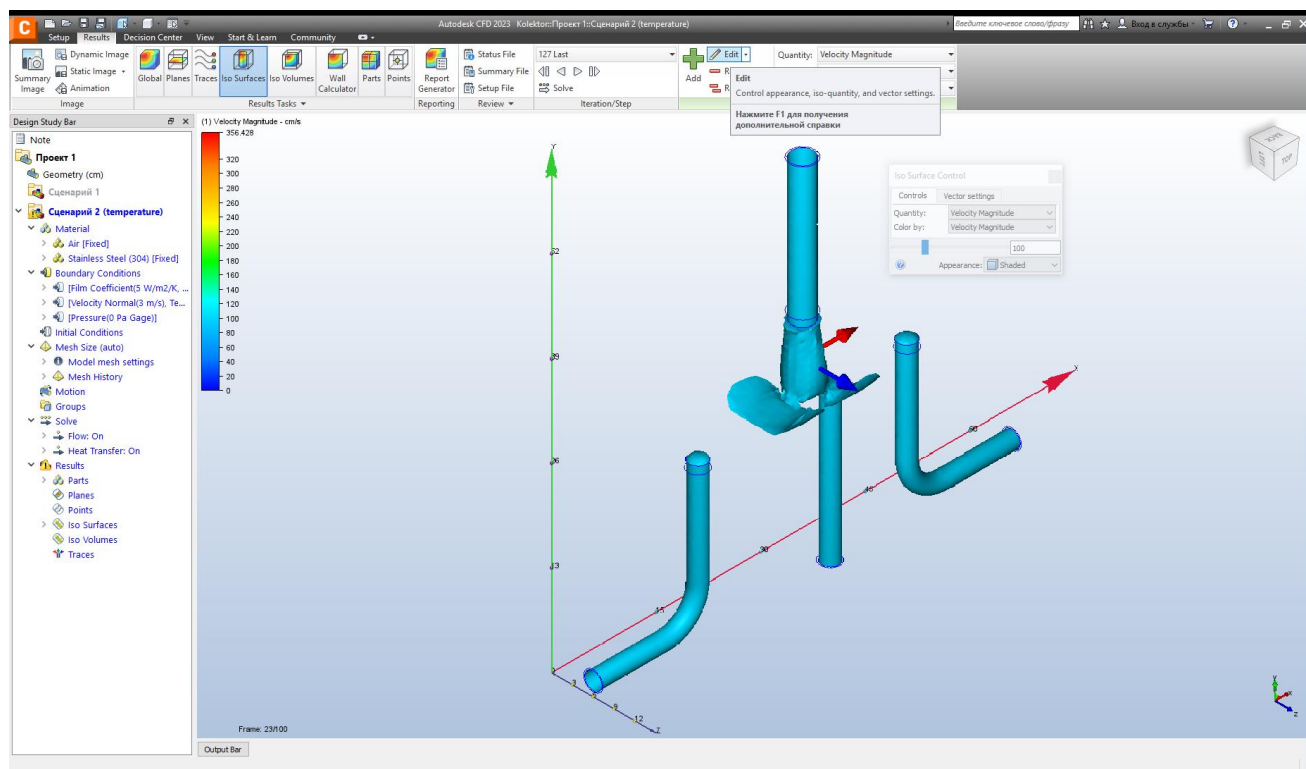 Autodesk CFD 2023 Kolektor::Проект 1::Сценарий 2 (temperature)
Введите ключевое слово/фразу
Вход в службы
Setup Results Decision Center View Start & Learn Community
Summary Image
Dynamic Image
Static Image
Animation
Image
Global Planes Traces Iso Surfaces Iso Volumes Wall Calculator Parts Points
Results Tasks
Report Generator
Reporting
Status File
Summary File
Setup File
Review
127 Last
Solve
Iteration/Step
Add
Edit
Quantity: Velocity Magnitude
Edit
Control appearance, iso-quantity, and vector settings.
Нажмите F1 для получения
дополнительной справки
Design Study Bar
Note
Проект 1
Geometry (cm)
Сценарий 1
Сценарий 2 (temperature)
Material
Air [Fixed]
Stainless Steel (304) [Fixed]
Boundary Conditions
[Film Coefficient(5 W/m2/K, ...
[Velocity Normal(3 m/s), Te...
[Pressure(0 Pa Gage)]
Initial Conditions
Mesh Size (auto)
Model mesh settings
Mesh History
Motion
Groups
Solve
Flow: On
Heat Transfer: On
Results
Parts
Planes
Points
Iso Surfaces
Iso Volumes
Traces
(1) Velocity Magnitude - cm/s
356.428
320
300
280
260
240
220
200
180
160
140
120
100
80
60
40
20
0
Iso Surface Control
Controls Vector settings
Quantity: Velocity Magnitude
Color by: Velocity Magnitude
100
Appearance: Shaded
TOP
Y
52
39
26
13
X
60
45
30
15
3
9
12
Z
Y
X
Z
Frame: 23/100
Output Bar